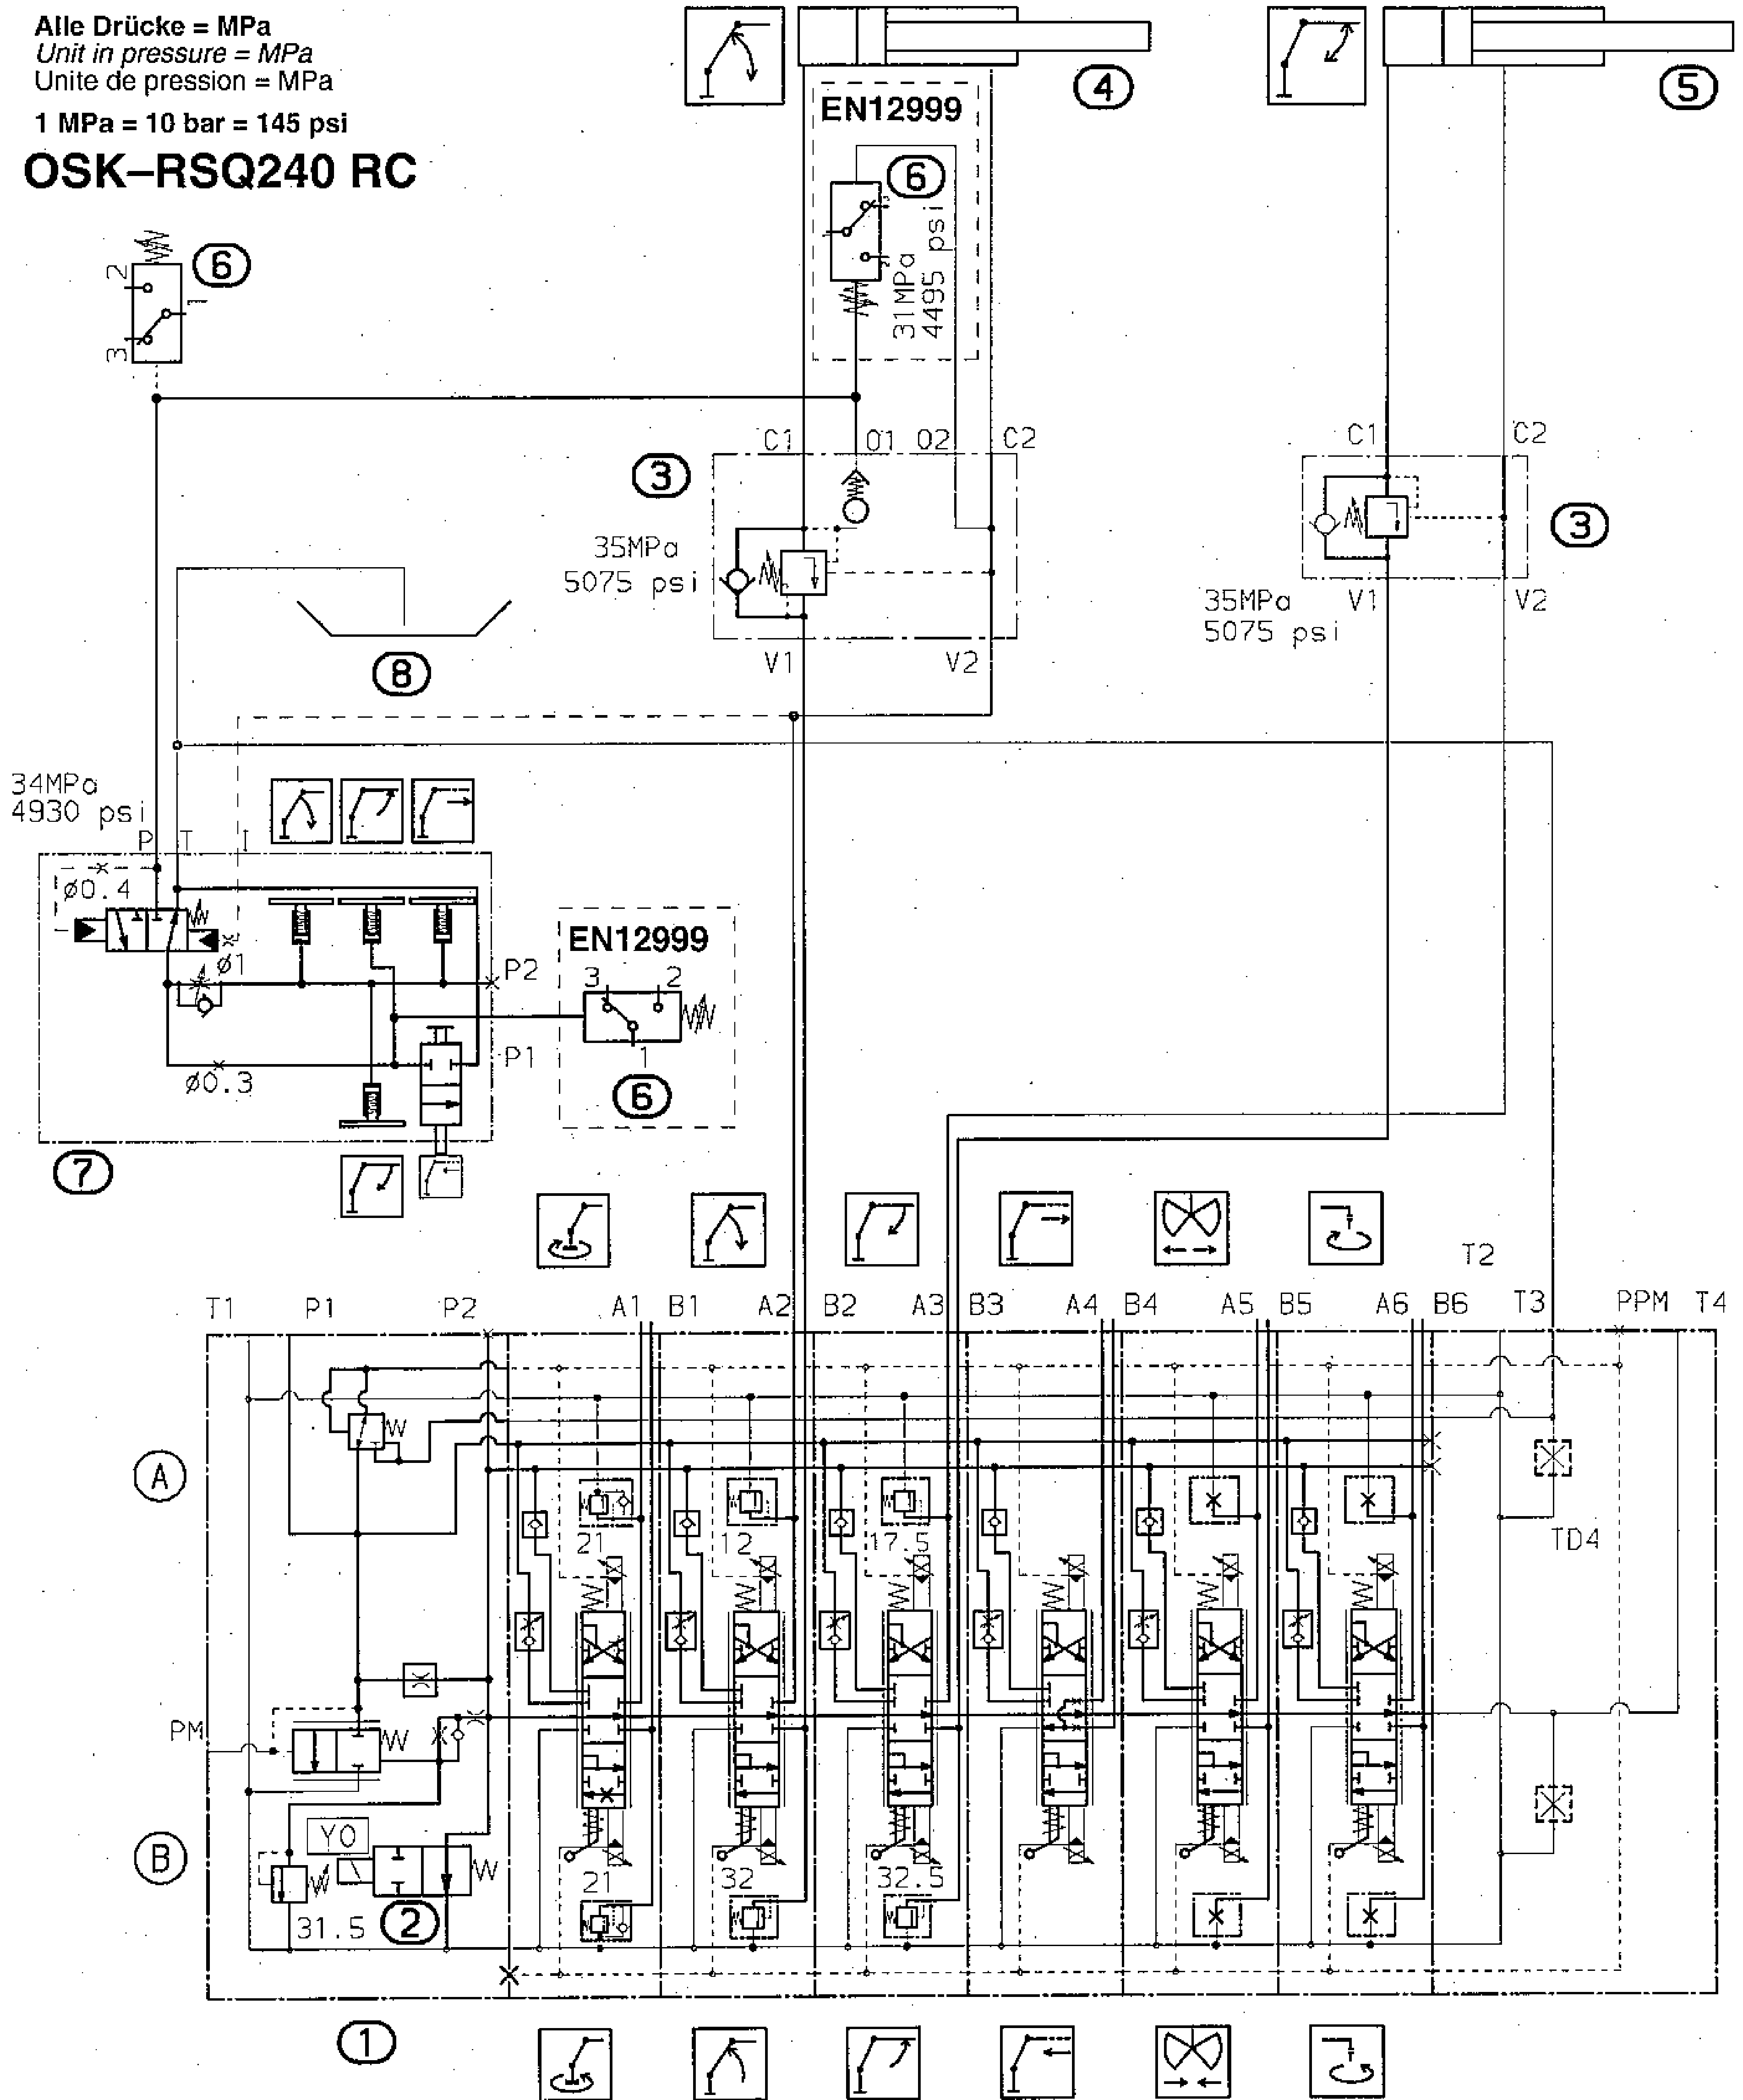 Alle Drücke = MPa
Unit in pressure = MPa
Unite de pression = MPa
1 MPa = 10 bar = 145 psi
OSK–RSQ240 RC
4
5
EN12999
6
31MPa
4495 psi
6
2
3
C1
O1
O2
C2
3
35MPa
5075 psi
V1
V2
C1
C2
3
35MPa
5075 psi
V1
V2
8
34MPa
4930 psi
P
T
I
ø0.4
ø1
P2
ø0.3
P1
EN12999
3
2
1
6
7
T2
T1
P1
P2
A1
B1
A2
B2
A3
B3
A4
B4
A5
B5
A6
B6
T3
PPM
T4
A
21
12
17.5
TD4
PM
B
Y0
31.5
2
21
32
32.5
1